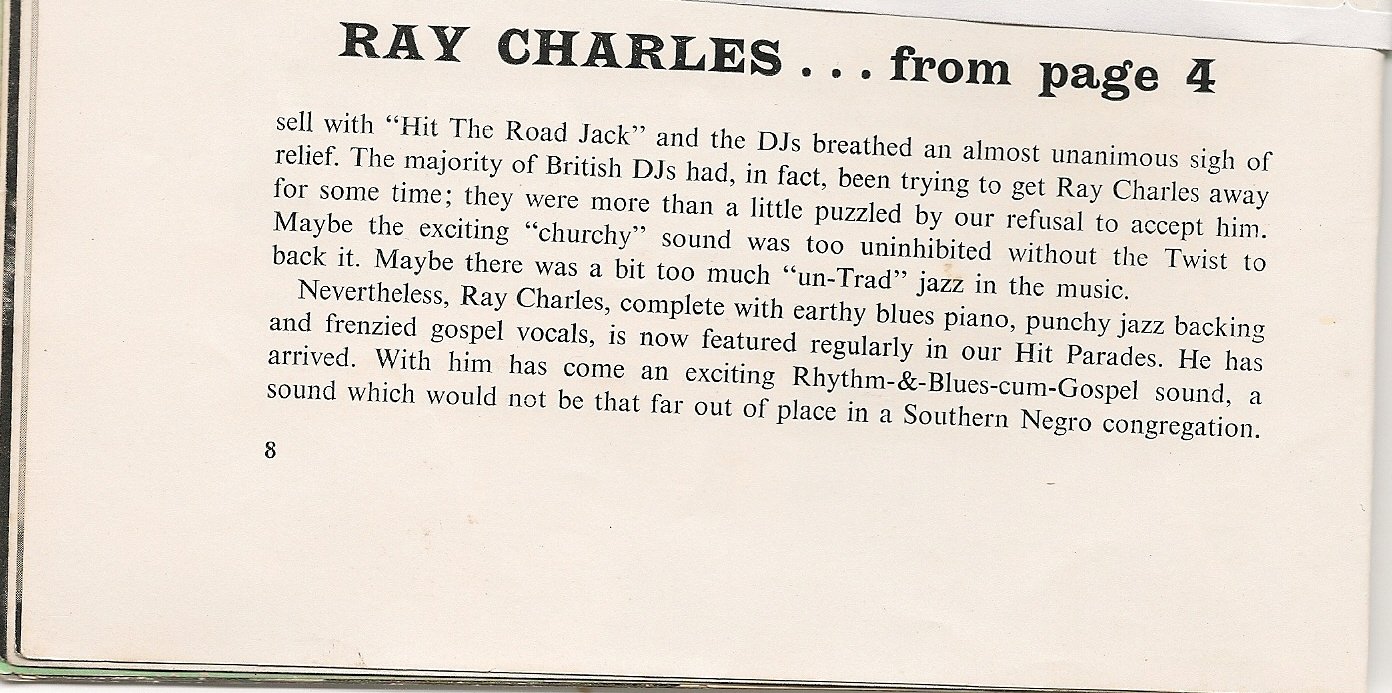 RAY CHARLES . . . from page 4
sell with “Hit The Road Jack” and the DJs breathed an almost unanimous sigh of
relief. The majority of British DJs had, in fact, been trying to get Ray Charles away
for some time; they were more than a little puzzled by our refusal to accept him.
Maybe the exciting “churchy” sound was too uninhibited without the Twist to
back it. Maybe there was a bit too much “un-Trad” jazz in the music.
Nevertheless, Ray Charles, complete with earthy blues piano, punchy jazz backing
and frenzied gospel vocals, is now featured regularly in our Hit Parades. He has
arrived. With him has come an exciting Rhythm-&-Blues-cum-Gospel sound, a
sound which would not be that far out of place in a Southern Negro congregation.
8